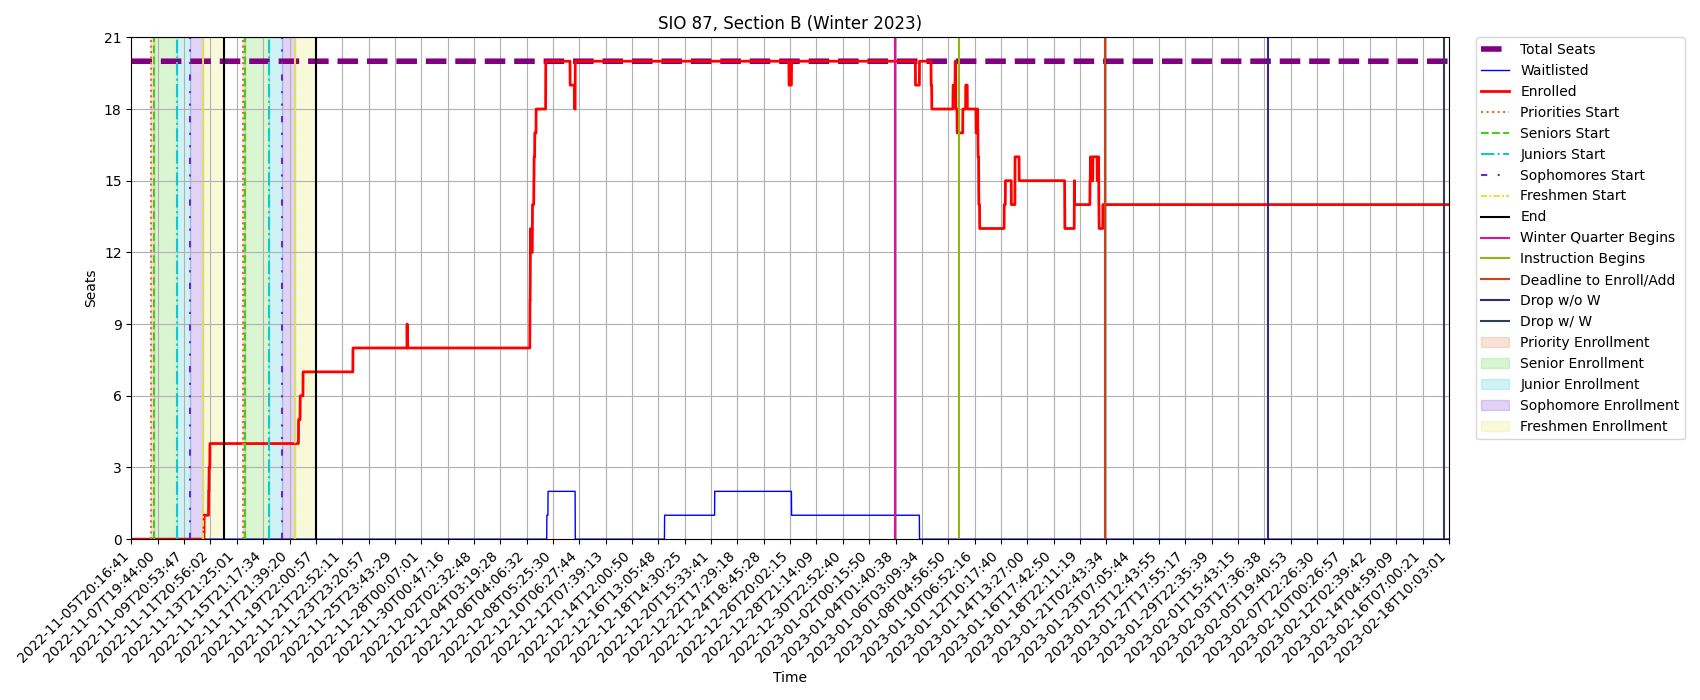 SIO 87, Section B (Winter 2023)
21
18
15
12
9
6
3
0
Seats
2022-11-05T20:16:41
2022-11-07T19:44:00
2022-11-09T20:53:47
2022-11-11T20:56:02
2022-11-13T21:25:01
2022-11-15T21:17:34
2022-11-17T21:39:20
2022-11-19T22:00:57
2022-11-21T22:52:11
2022-11-23T23:20:57
2022-11-25T23:43:29
2022-11-28T00:07:01
2022-11-30T00:47:16
2022-12-02T02:32:48
2022-12-04T03:19:28
2022-12-06T04:06:32
2022-12-08T05:25:30
2022-12-10T06:27:44
2022-12-12T07:39:13
2022-12-14T12:00:50
2022-12-16T13:05:48
2022-12-18T14:30:25
2022-12-20T15:33:41
2022-12-22T17:29:18
2022-12-24T18:45:28
2022-12-26T20:02:15
2022-12-28T21:14:09
2022-12-30T22:52:40
2023-01-02T00:15:50
2023-01-04T01:40:38
2023-01-06T03:09:34
2023-01-08T04:56:50
2023-01-10T06:52:16
2023-01-12T10:17:40
2023-01-14T13:27:00
2023-01-16T17:42:50
2023-01-18T22:11:19
2023-01-21T02:43:34
2023-01-23T07:05:44
2023-01-25T12:43:55
2023-01-27T17:55:17
2023-01-29T22:35:39
2023-02-01T15:43:15
2023-02-03T17:36:38
2023-02-05T19:40:53
2023-02-07T22:26:30
2023-02-10T00:26:57
2023-02-12T02:39:42
2023-02-14T04:59:09
2023-02-16T07:00:21
2023-02-18T10:03:01
Time
Total Seats
Waitlisted
Enrolled
Priorities Start
Seniors Start
Juniors Start
Sophomores Start
Freshmen Start
End
Winter Quarter Begins
Instruction Begins
Deadline to Enroll/Add
Drop w/o W
Drop w/ W
Priority Enrollment
Senior Enrollment
Junior Enrollment
Sophomore Enrollment
Freshmen Enrollment